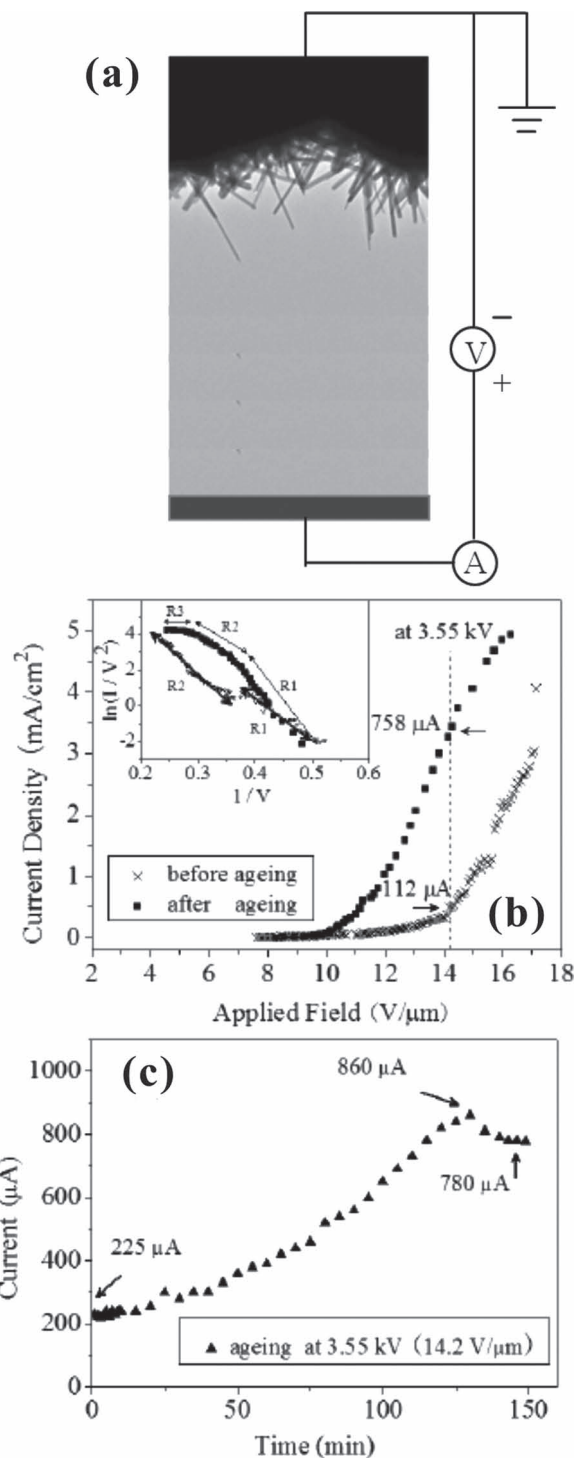 (a)
−
V
+
A
5
4
3
2
1
0
Current Density (mA/cm²)
4
2
0
-2
ln(I / V²)
R3
R2
R1
R2
R1
0.2 0.3 0.4 0.5 0.6
1 / V
at 3.55 kV
758 μA
112 μA
× before ageing
■ after ageing
(b)
2 4 6 8 10 12 14 16 18
Applied Field (V/μm)
(c)
1000
800
600
400
200
0
Current (μA)
860 μA
780 μA
225 μA
▲ ageing at 3.55 kV (14.2 V/μm)
0 50 100 150
Time (min)